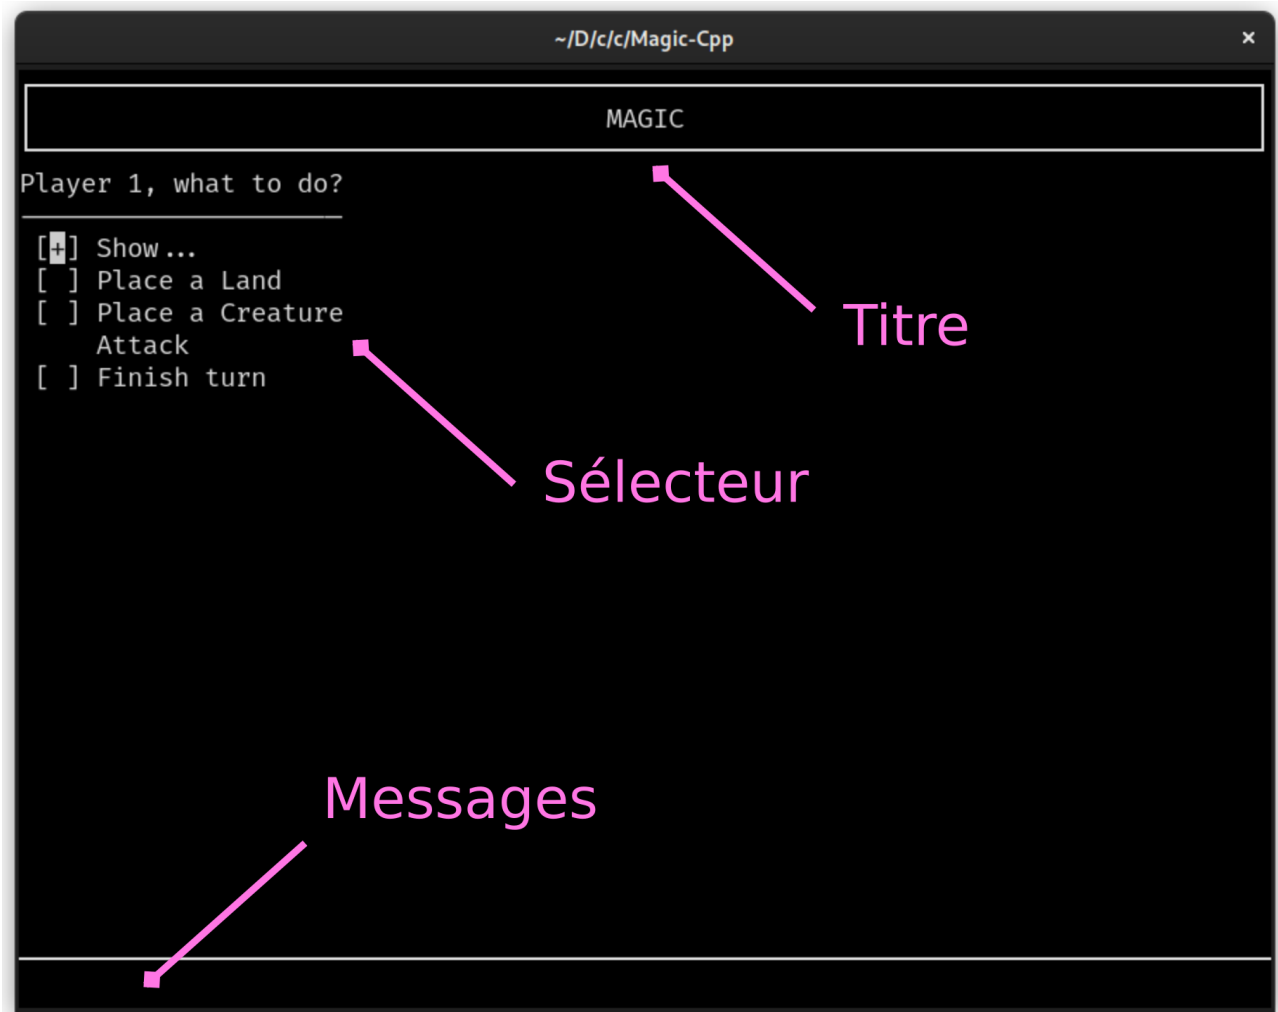 ~/D/c/c/Magic-Cpp ×
MAGIC
Player 1, what to do?
[+] Show...
[ ] Place a Land
[ ] Place a Creature
Attack
[ ] Finish turn
Titre
Sélecteur
Messages